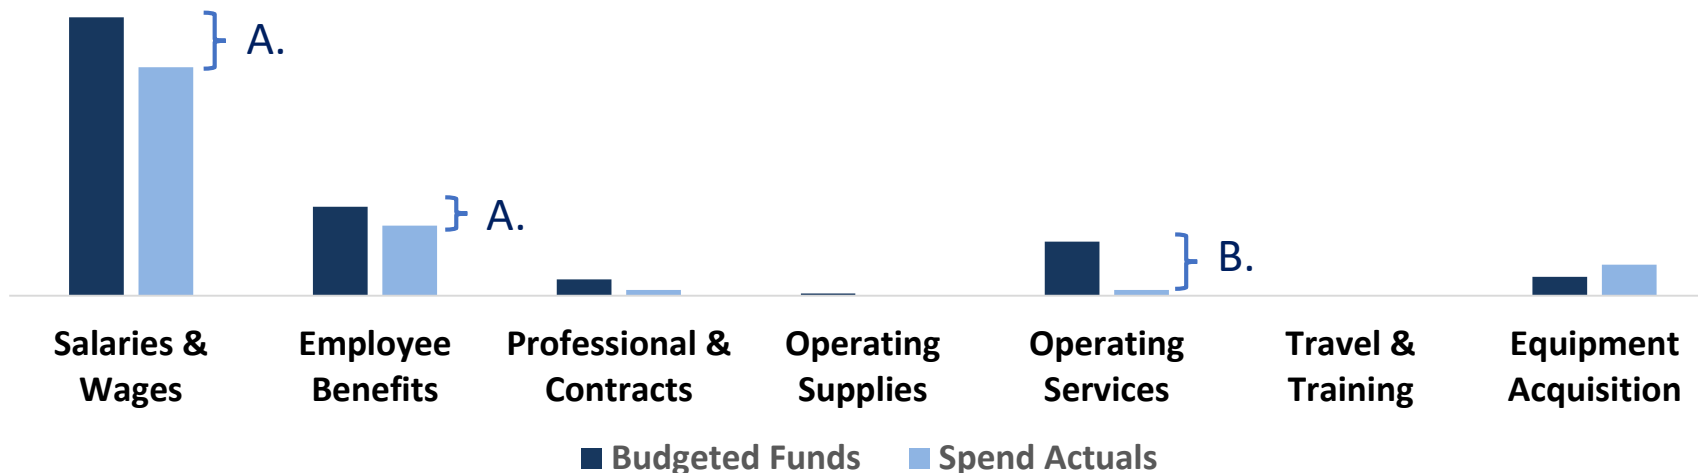 A.
A.
B.
Salaries & Wages
Employee Benefits
Professional & Contracts
Operating Supplies
Operating Services
Travel & Training
Equipment Acquisition
Budgeted Funds
Spend Actuals